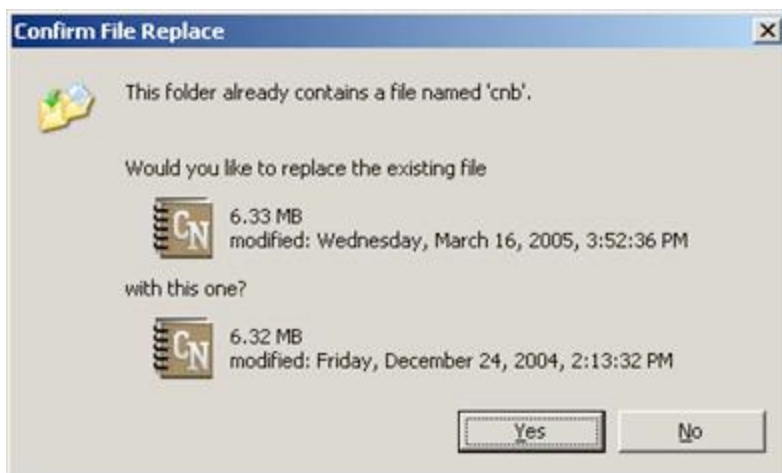 Confirm File Replace
This folder already contains a file named 'cnb'.
Would you like to replace the existing file
CN
6.33 MB
modified: Wednesday, March 16, 2005, 3:52:36 PM
with this one?
CN
6.32 MB
modified: Friday, December 24, 2004, 2:13:32 PM
Yes
No